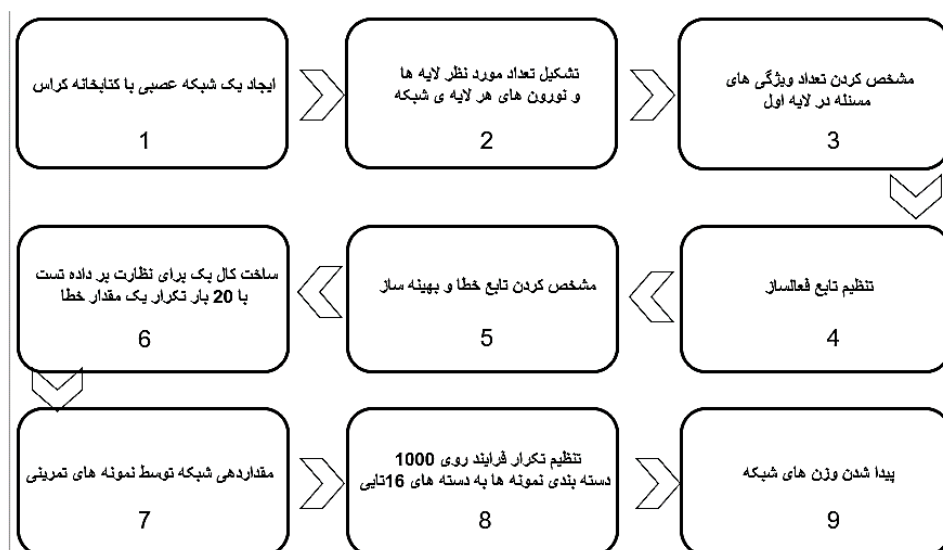 ایجاد یک شبکه عصبی با کتابخانه کراس
1
تشکیل تعداد مورد نظر لایه ها
و نورون های هر لایه ی شبکه
2
مشخص کردن تعداد ویژگی های
مسئله در لایه اول
3
تنظیم تابع فعالساز
4
مشخص کردن تابع خطا و بهینه ساز
5
ساخت کال بک برای نظارت بر داده تست
با 20 بار تکرار یک مقدار خطا
6
مقداردهی شبکه توسط نمونه های تمرینی
7
تنظیم تکرار فرایند روی 1000
دسته بندی نمونه ها به دسته های 16تایی
8
پیدا شدن وزن های شبکه
9